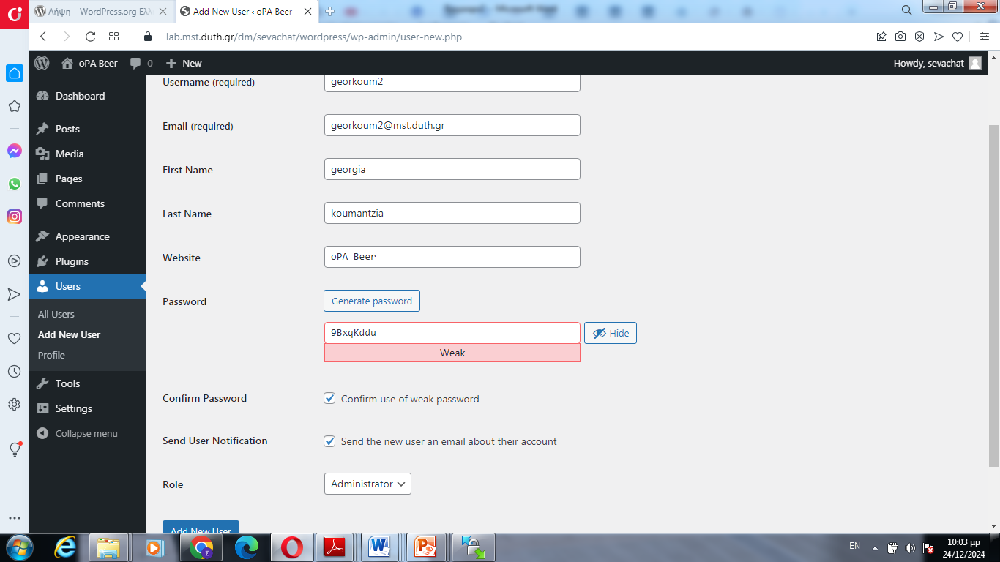 Λήψη – WordPress.org Ελλ
Add New User ‹ oPA Beer –
lab.mst.duth.gr/dm/sevachat/wordpress/wp-admin/user-new.php
oPA Beer
0
New
Howdy, sevachat
Dashboard
Posts
Media
Pages
Comments
Appearance
Plugins
Users
All Users
Add New User
Profile
Tools
Settings
Collapse menu
Username (required)
georkoum2
Email (required)
georkoum2@mst.duth.gr
First Name
georgia
Last Name
koumantzia
Website
oPA Beer
Password
Generate password
9BxqKddu
Hide
Weak
Confirm Password
Confirm use of weak password
Send User Notification
Send the new user an email about their account
Role
Administrator
Add New User
EN
10:03 μμ
24/12/2024